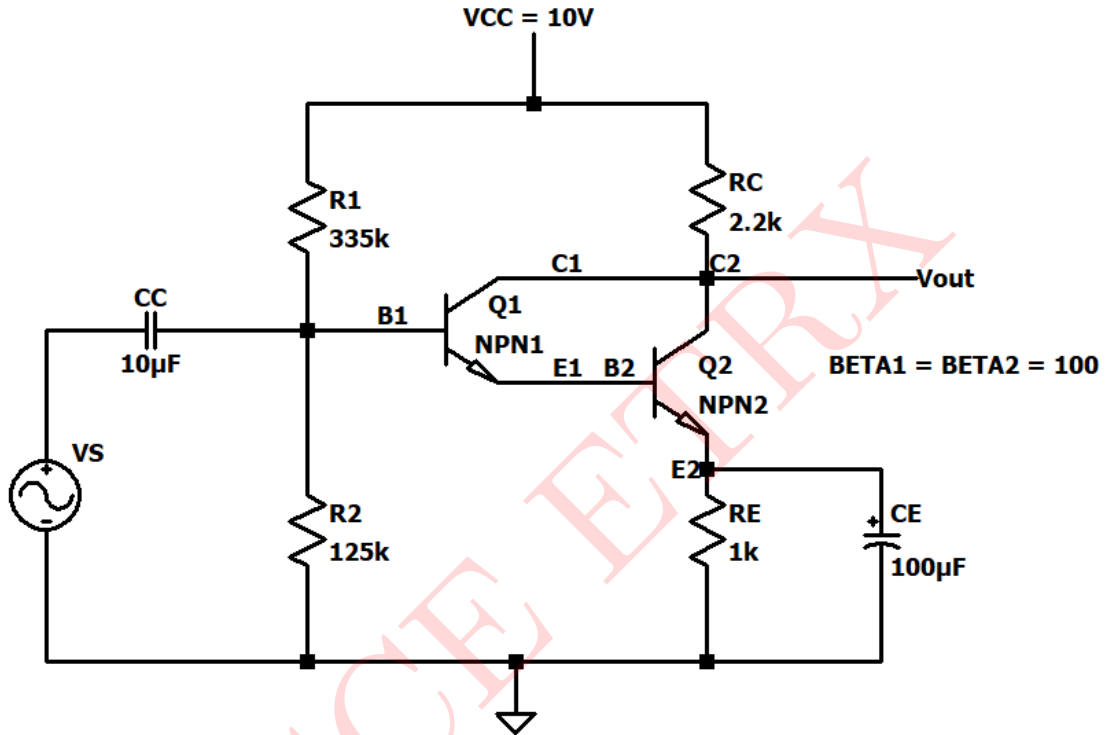 VCC = 10V
R1
335k
RC
2.2k
C1
C2
Vout
CC
10µF
B1
Q1
NPN1
E1
B2
Q2
NPN2
BETA1 = BETA2 = 100
VS
E2
R2
125k
RE
1k
CE
100µF
CE ETRX